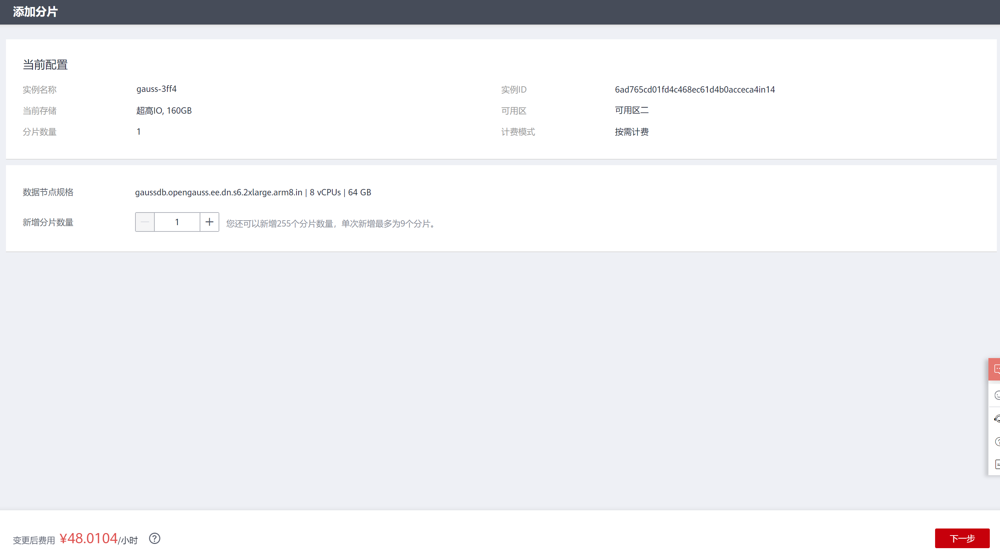 添加分片
当前配置
实例名称 gauss-3ff4 实例ID 6ad765cd01fd4c468ec61d4b0acceca4in14
当前存储 超高IO, 160GB 可用区 可用区二
分片数量 1 计费模式 按需计费
数据节点规格 gaussdb.opengauss.ee.dn.s6.2xlarge.arm8.in | 8 vCPUs | 64 GB
新增分片数量 — 1 + 您还可以新增255个分片数量，单次新增最多为9个分片。
变更后费用 ¥48.0104/小时 ?
下一步